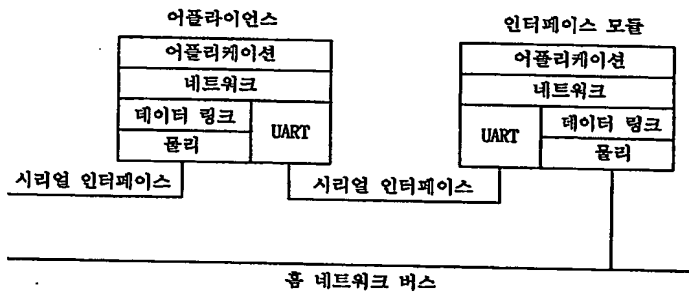 어플라이언스
어플리케이션
네트워크
데이터 링크
물리
UART
시리얼 인터페이스
시리얼 인터페이스
인터페이스 모듈
어플리케이션
네트워크
UART
데이터 링크
물리
홈 네트워크 버스